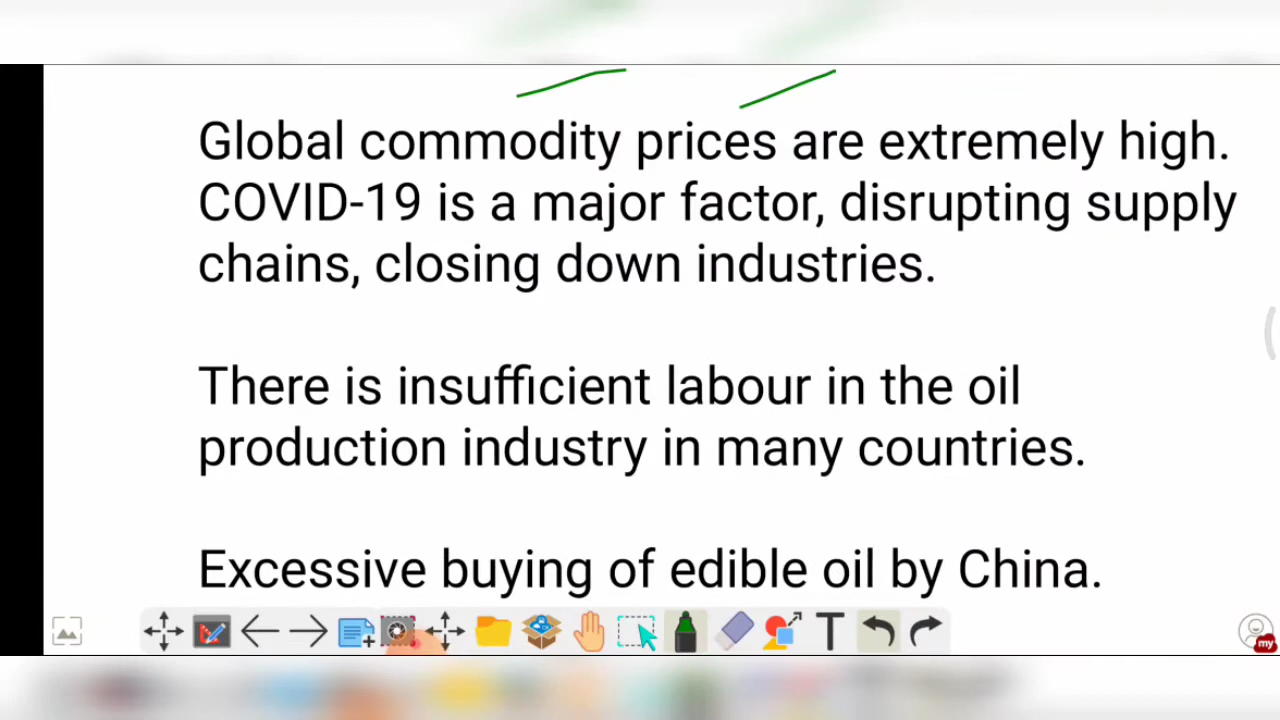 Global commodity prices are extremely high.
COVID-19 is a major factor, disrupting supply
chains, closing down industries.
There is insufficient labour in the oil
production industry in many countries.
Excessive buying of edible oil by China.
T
my